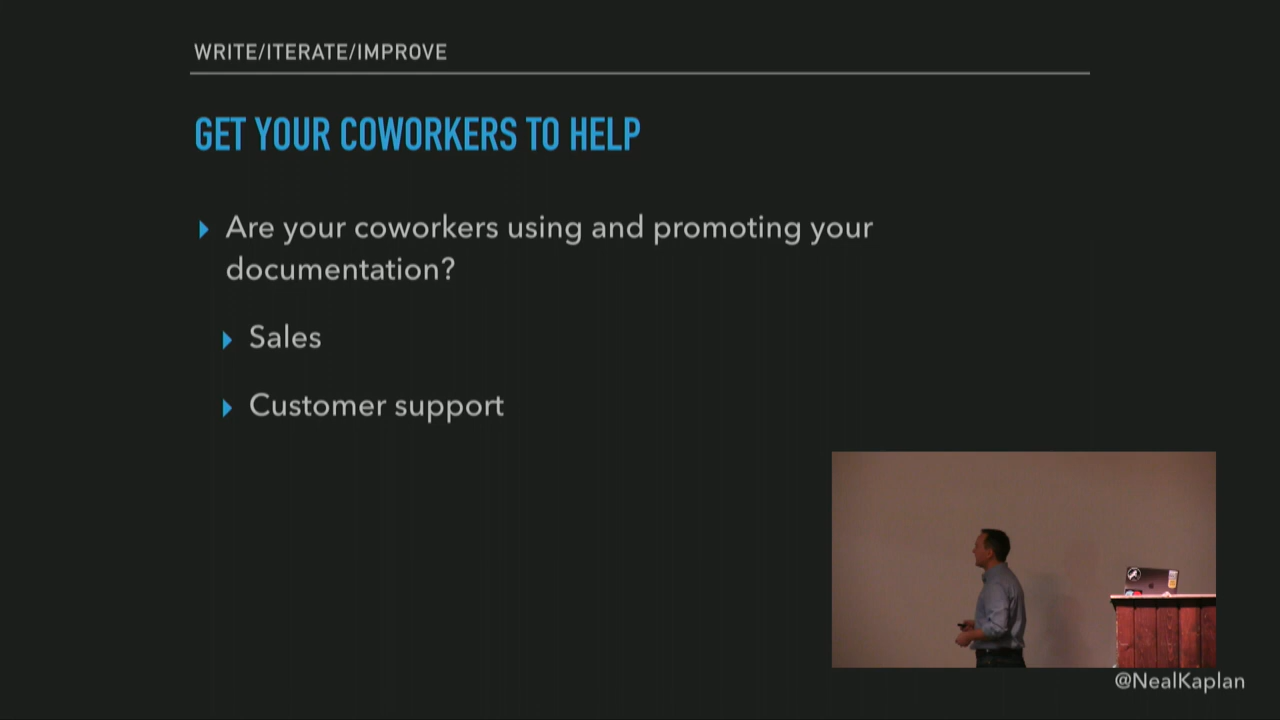 WRITE/ITERATE/IMPROVE
GET YOUR COWORKERS TO HELP
Are your coworkers using and promoting your
documentation?
Sales
Customer support
@NealKaplan